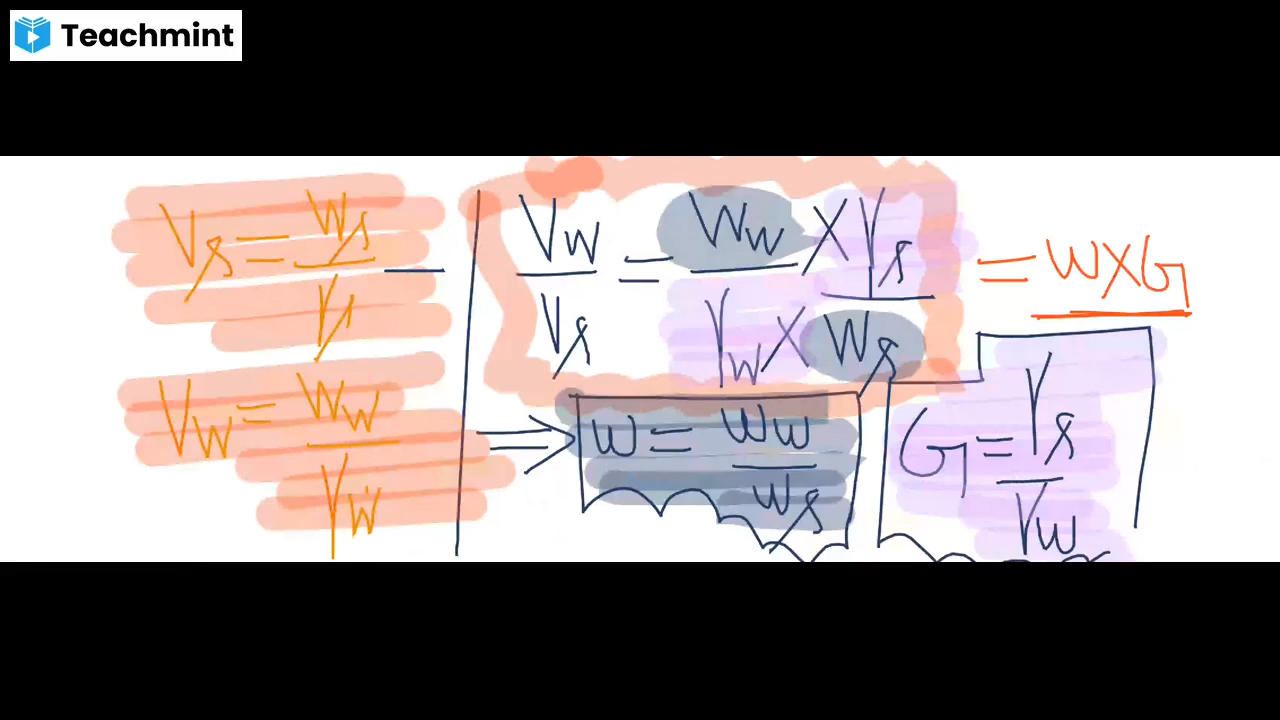 Teachmint
Vs = Ws / γs
Vw / Vs = Ww / γw × γs / Ws = w × G
Vw = Ww / γw
⇒ w = Ww / Ws
G = γs / γw